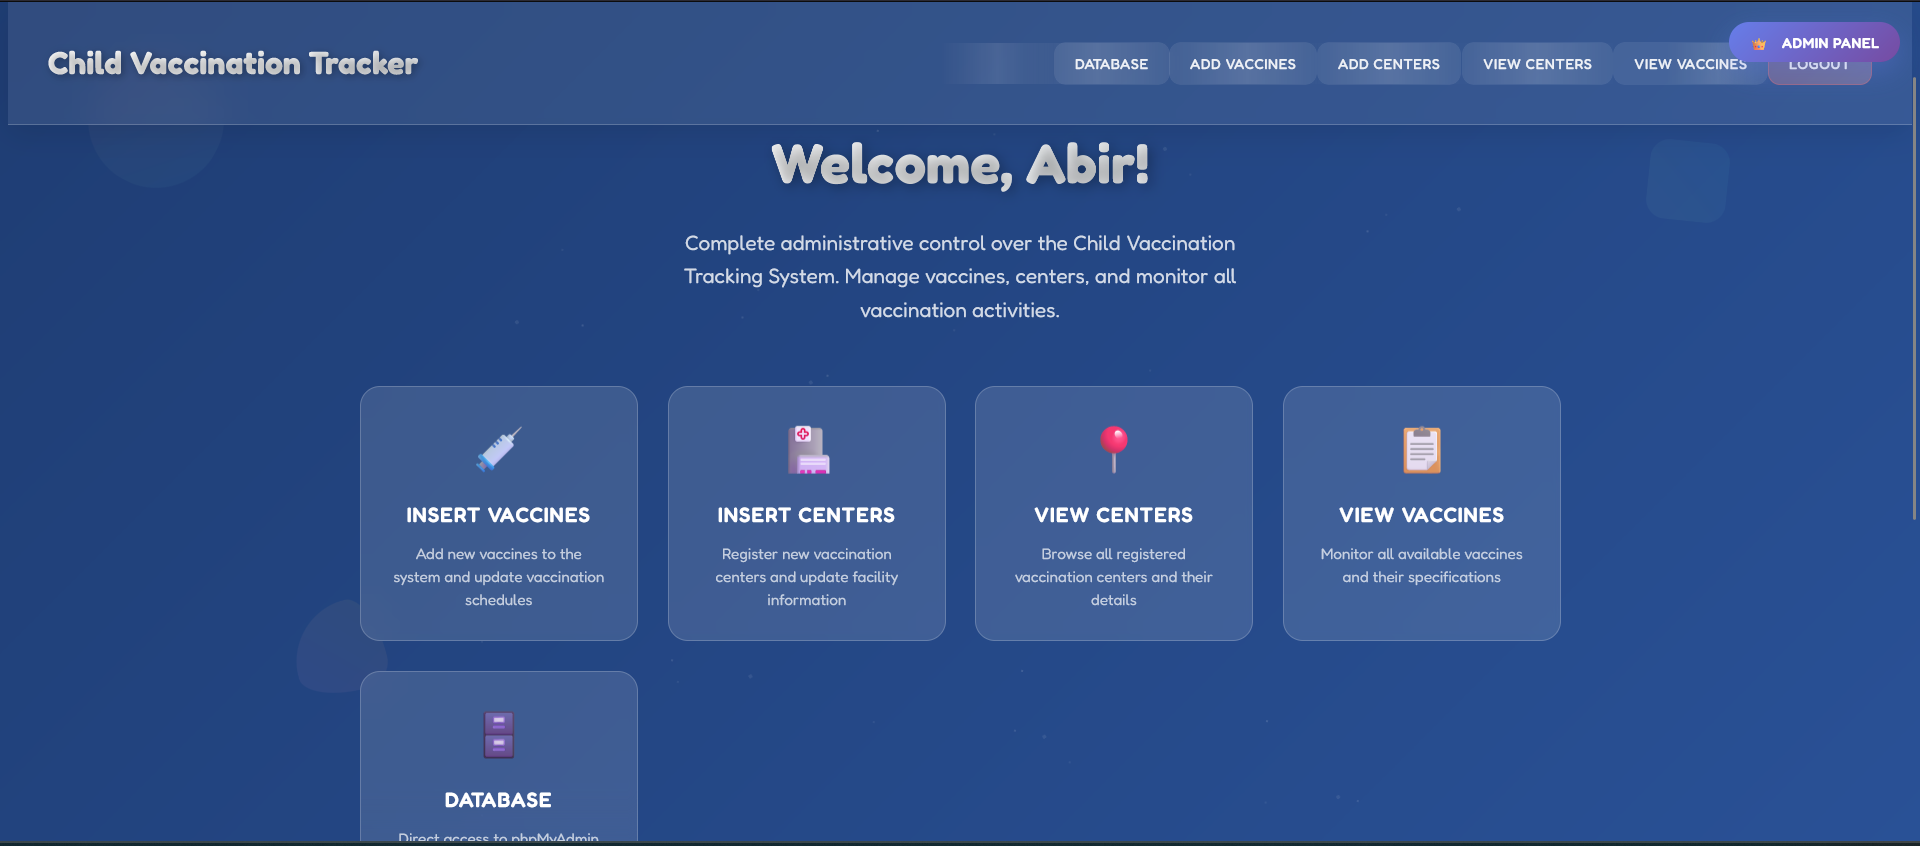 Child Vaccination Tracker
DATABASE
ADD VACCINES
ADD CENTERS
VIEW CENTERS
VIEW VACCINES
ADMIN PANEL
LOGOUT
Welcome, Abir!
Complete administrative control over the Child Vaccination
Tracking System. Manage vaccines, centers, and monitor all
vaccination activities.
INSERT VACCINES
Add new vaccines to the
system and update vaccination
schedules
INSERT CENTERS
Register new vaccination
centers and update facility
information
VIEW CENTERS
Browse all registered
vaccination centers and their
details
VIEW VACCINES
Monitor all available vaccines
and their specifications
DATABASE
Direct access to phpMyAdmin